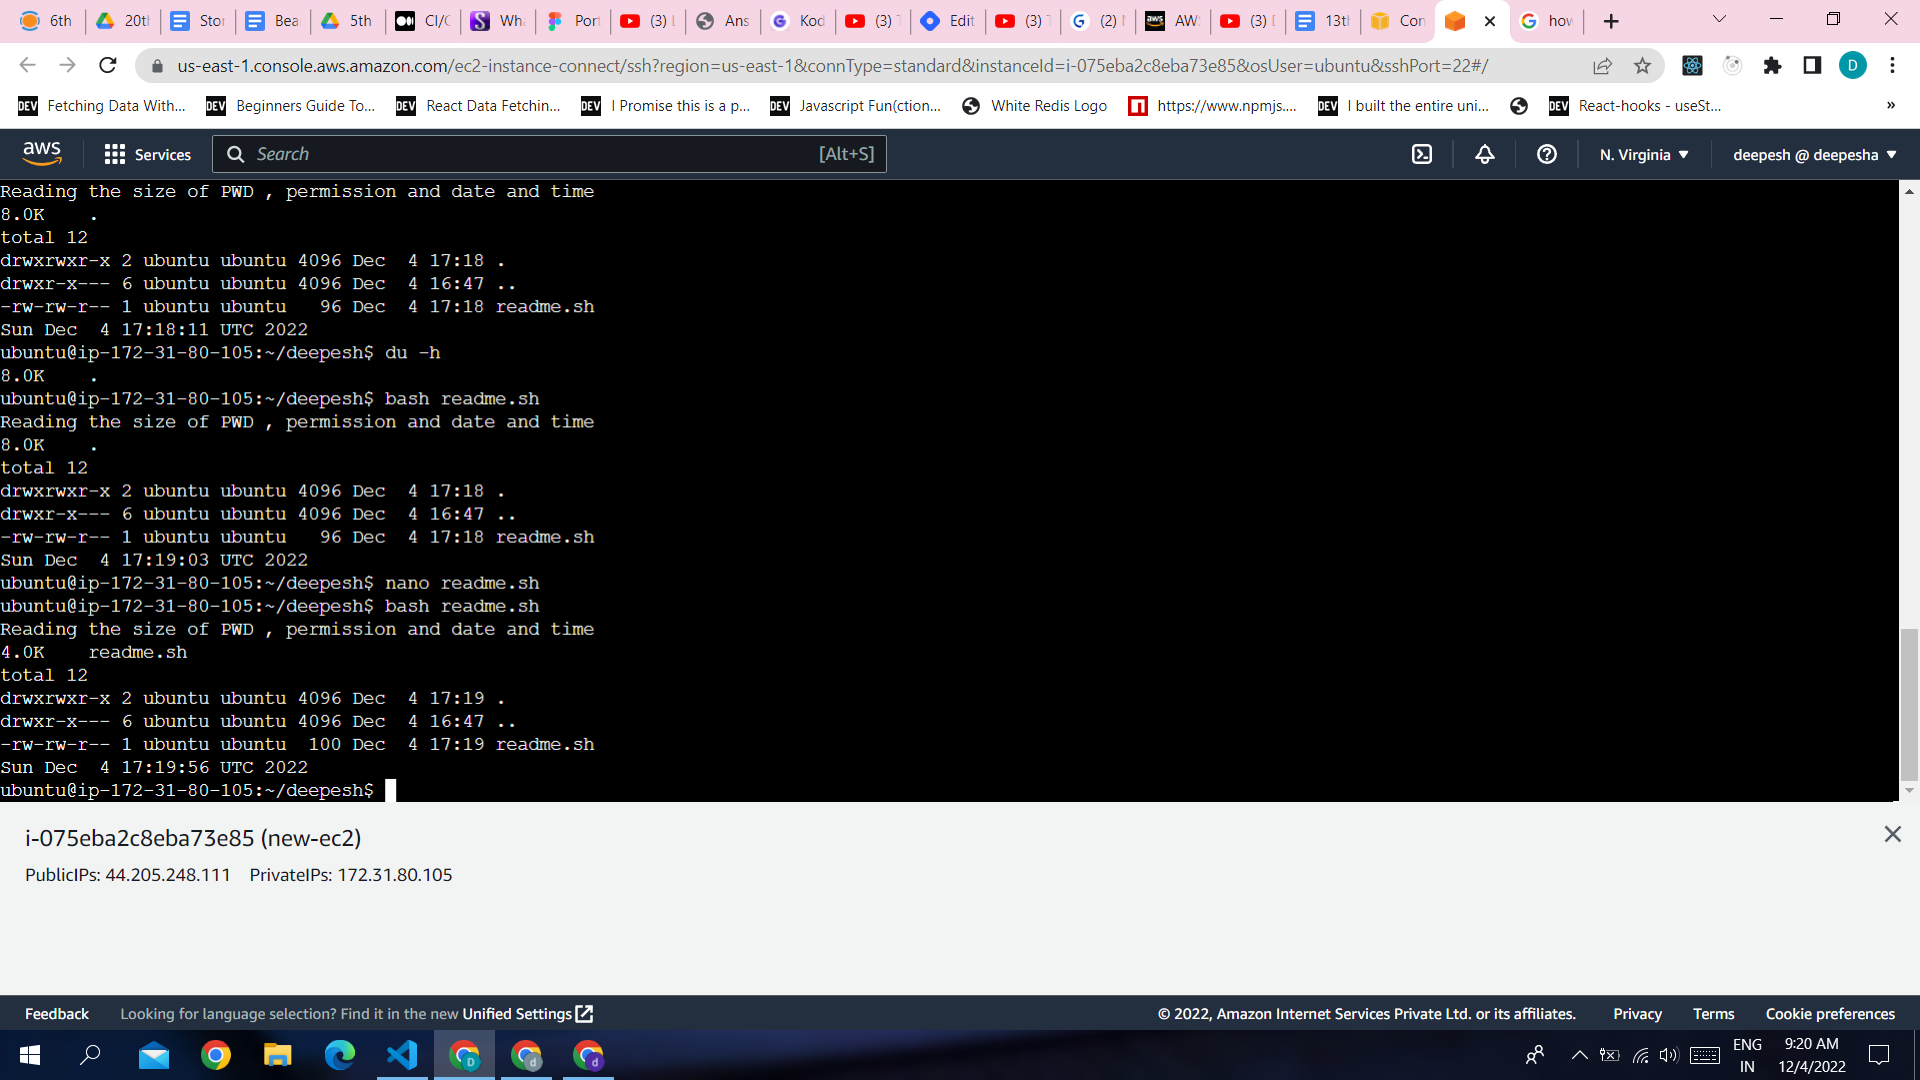 6th
20th
Stor
Bea
5th
CI/C
Wha
Port
(3) L
Ans
Kod
(3) T
Edit
(3) T
(2) N
AW
(3) D
13th
Con
how
us-east-1.console.aws.amazon.com/ec2-instance-connect/ssh?region=us-east-1&connType=standard&instanceId=i-075eba2c8eba73e85&osUser=ubuntu&sshPort=22#/
D
DEV Fetching Data With...
DEV Beginners Guide To...
DEV React Data Fetchin...
DEV I Promise this is a p...
DEV Javascript Fun(ction...
White Redis Logo
https://www.npmjs....
DEV I built the entire uni...
DEV React-hooks - useSt...
»
aws
Services
Search
[Alt+S]
N. Virginia
deepesh @ deepesha
Reading the size of PWD , permission and date and time
8.0K    .
total 12
drwxrwxr-x 2 ubuntu ubuntu 4096 Dec  4 17:18 .
drwxr-x--- 6 ubuntu ubuntu 4096 Dec  4 16:47 ..
-rw-rw-r-- 1 ubuntu ubuntu   96 Dec  4 17:18 readme.sh
Sun Dec  4 17:18:11 UTC 2022
ubuntu@ip-172-31-80-105:~/deepesh$ du -h
8.0K    .
ubuntu@ip-172-31-80-105:~/deepesh$ bash readme.sh
Reading the size of PWD , permission and date and time
8.0K    .
total 12
drwxrwxr-x 2 ubuntu ubuntu 4096 Dec  4 17:18 .
drwxr-x--- 6 ubuntu ubuntu 4096 Dec  4 16:47 ..
-rw-rw-r-- 1 ubuntu ubuntu   96 Dec  4 17:18 readme.sh
Sun Dec  4 17:19:03 UTC 2022
ubuntu@ip-172-31-80-105:~/deepesh$ nano readme.sh
ubuntu@ip-172-31-80-105:~/deepesh$ bash readme.sh
Reading the size of PWD , permission and date and time
4.0K    readme.sh
total 12
drwxrwxr-x 2 ubuntu ubuntu 4096 Dec  4 17:19 .
drwxr-x--- 6 ubuntu ubuntu 4096 Dec  4 16:47 ..
-rw-rw-r-- 1 ubuntu ubuntu  100 Dec  4 17:19 readme.sh
Sun Dec  4 17:19:56 UTC 2022
ubuntu@ip-172-31-80-105:~/deepesh$
i-075eba2c8eba73e85 (new-ec2)
PublicIPs: 44.205.248.111    PrivateIPs: 172.31.80.105
Feedback
Looking for language selection? Find it in the new Unified Settings
© 2022, Amazon Internet Services Private Ltd. or its affiliates.
Privacy
Terms
Cookie preferences
ENG
IN
9:20 AM
12/4/2022